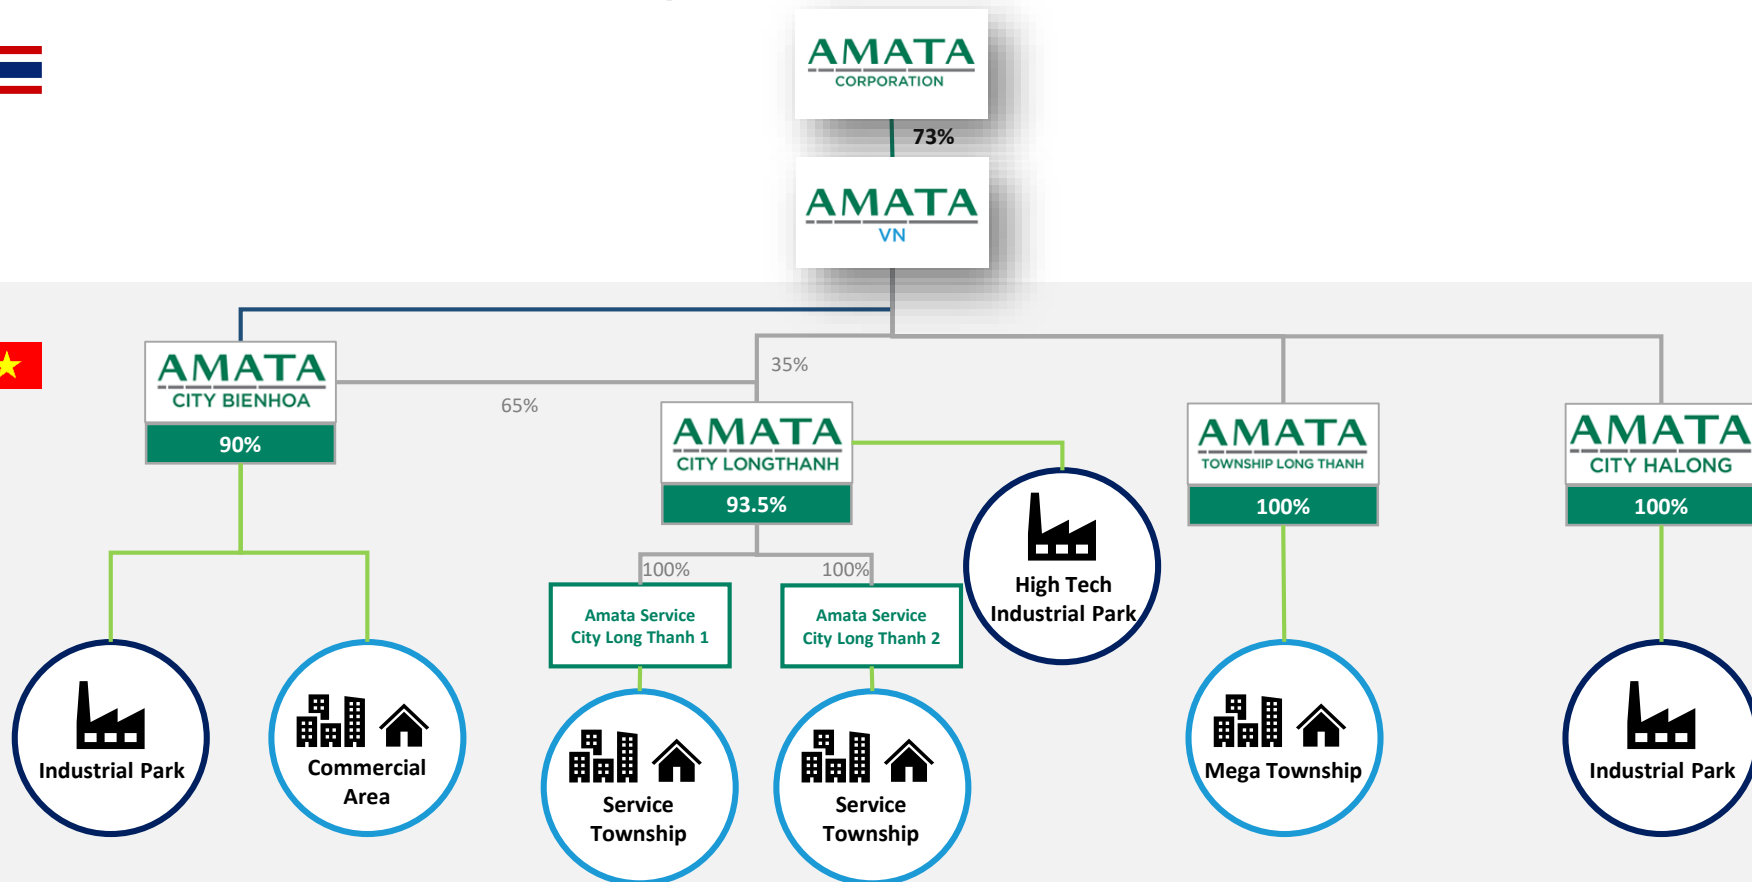 AMATA
CORPORATION
73%
AMATA
VN
AMATA
CITY BIENHOA
90%
65%
35%
AMATA
CITY LONGTHANH
93.5%
AMATA
TOWNSHIP LONG THANH
100%
AMATA
CITY HALONG
100%
100%
100%
Amata Service
City Long Thanh 1
Amata Service
City Long Thanh 2
High Tech
Industrial Park
Industrial Park
Commercial
Area
Service
Township
Service
Township
Mega Township
Industrial Park